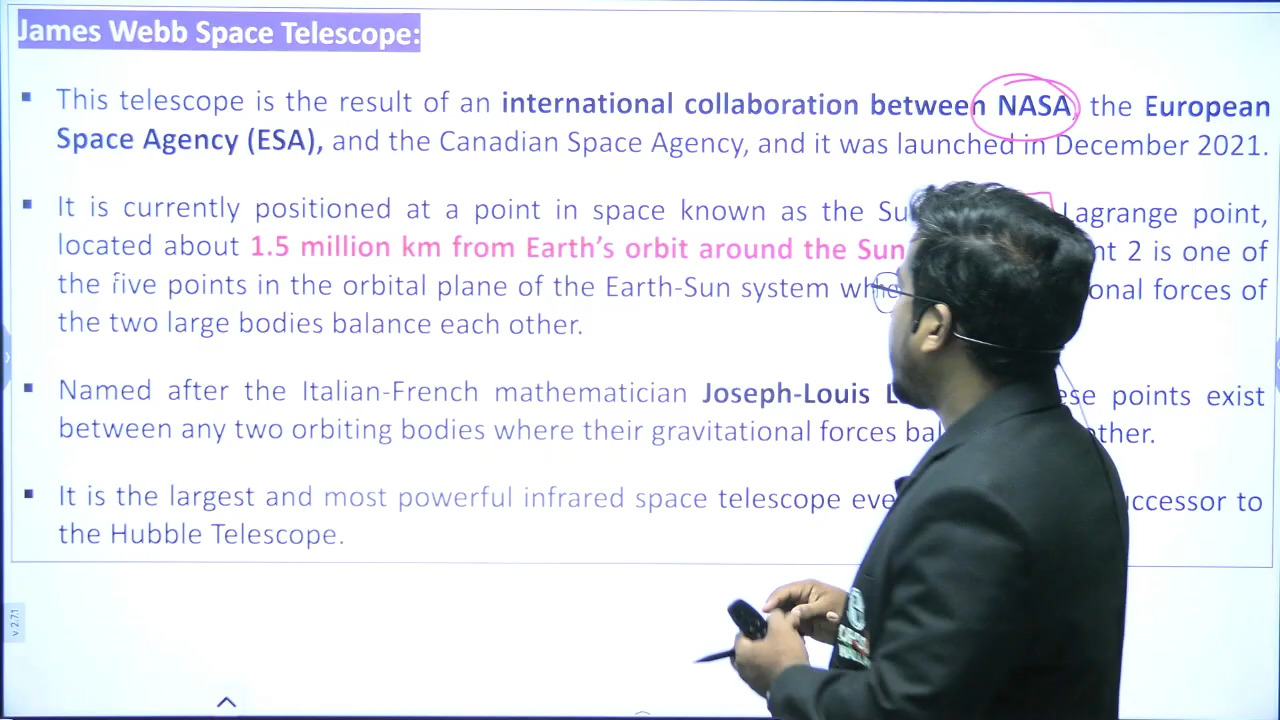 James Webb Space Telescope:
▪ This telescope is the result of an international collaboration between NASA, the European
Space Agency (ESA), and the Canadian Space Agency, and it was launched in December 2021.
▪ It is currently positioned at a point in space known as the Lagrange point,
located about 1.5 million km from Earth's orbit around the Sun 2 is one of
the five points in the orbital plane of the Earth-Sun system forces of
the two large bodies balance each other.
▪ Named after the Italian-French mathematician Joseph-Louis points exist
between any two orbiting bodies where their gravitational forces
▪ It is the largest and most powerful infrared space telescope to
the Hubble Telescope.
v 2.7.1